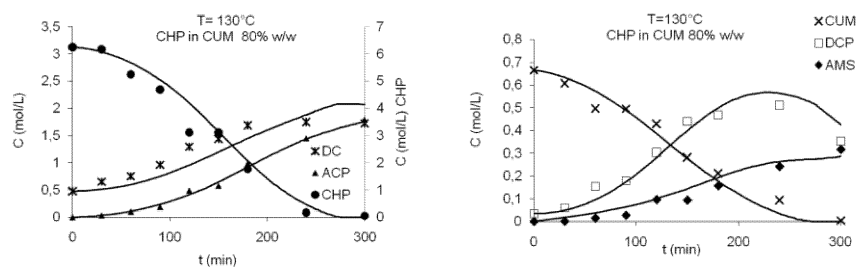 T= 130°C
CHP in CUM 80% w/w
3,5
3
2,5
2
1,5
1
0,5
0
C (mol/L)
7
6
5
4
3
2
1
0
C (mol/L) CHP
DC
ACP
CHP
0
100
200
300
t (min)
T=130°C
CHP in CUM 80% w/w
CUM
DCP
AMS
0,8
0,7
0,6
0,5
0,4
0,3
0,2
0,1
0
C (mol/L)
0
100
200
300
t (min)